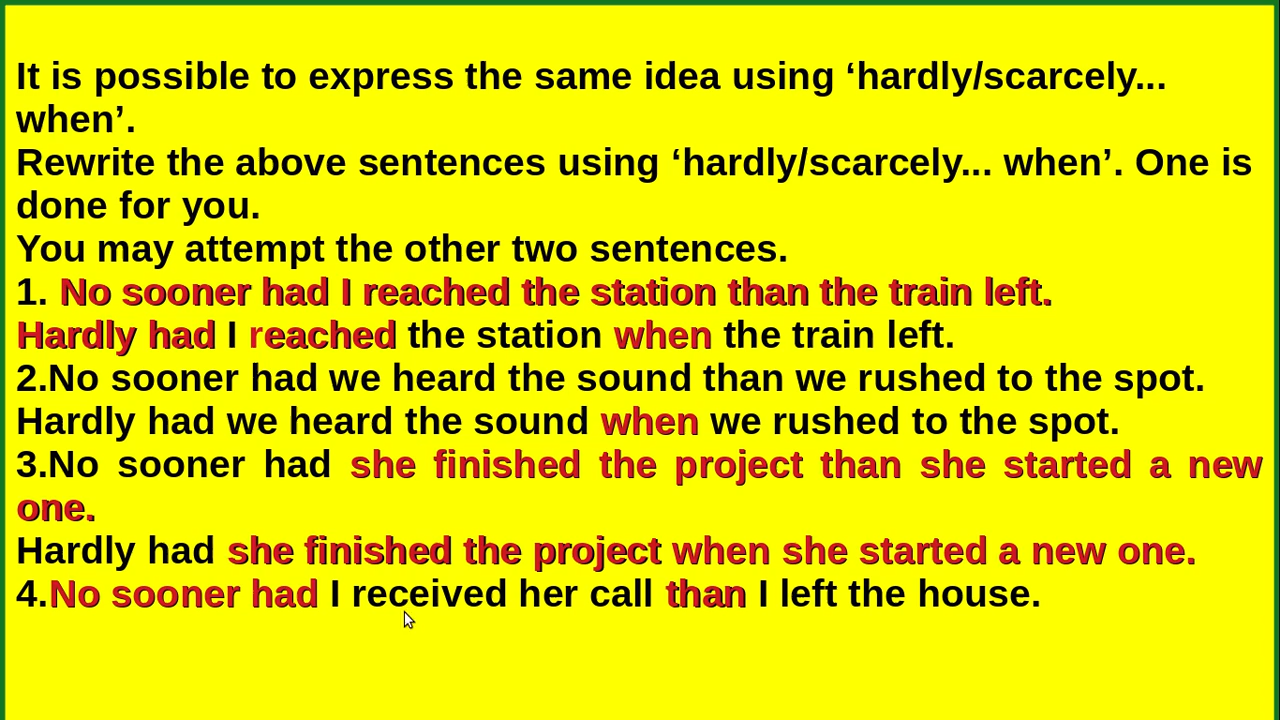 It is possible to express the same idea using ‘hardly/scarcely...
when’.
Rewrite the above sentences using ‘hardly/scarcely... when’. One is
done for you.
You may attempt the other two sentences.
1. No sooner had I reached the station than the train left.
Hardly had I reached the station when the train left.
2.No sooner had we heard the sound than we rushed to the spot.
Hardly had we heard the sound when we rushed to the spot.
3.No sooner had she finished the project than she started a new
one.
Hardly had she finished the project when she started a new one.
4.No sooner had I received her call than I left the house.